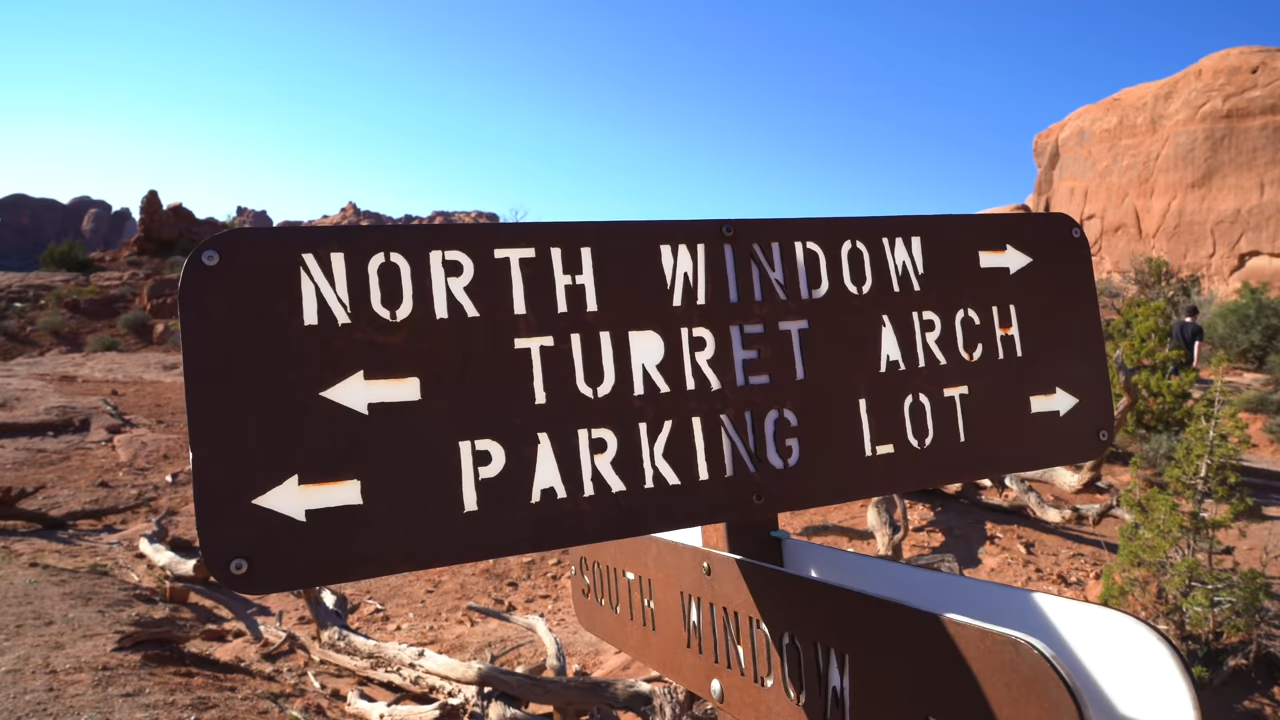 NORTH WINDOW →
← TURRET ARCH
← PARKING LOT →
SOUTH WINDOW